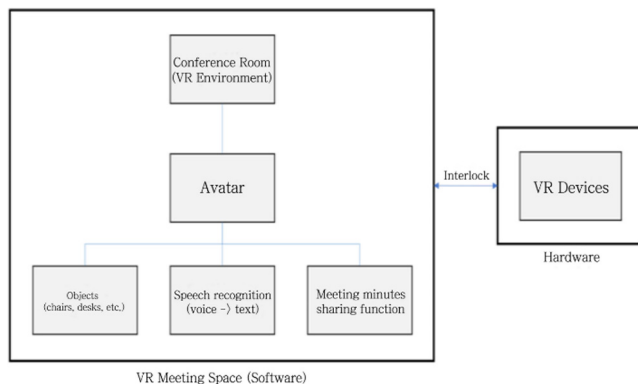 Conference Room
(VR Environment)
Avatar
Objects
(chairs, desks, etc,)
Speech recognition
(voice -〉 text)
Meeting minutes
sharing function
VR Meeting Space (Software)
Interlock
VR Devices
Hardware